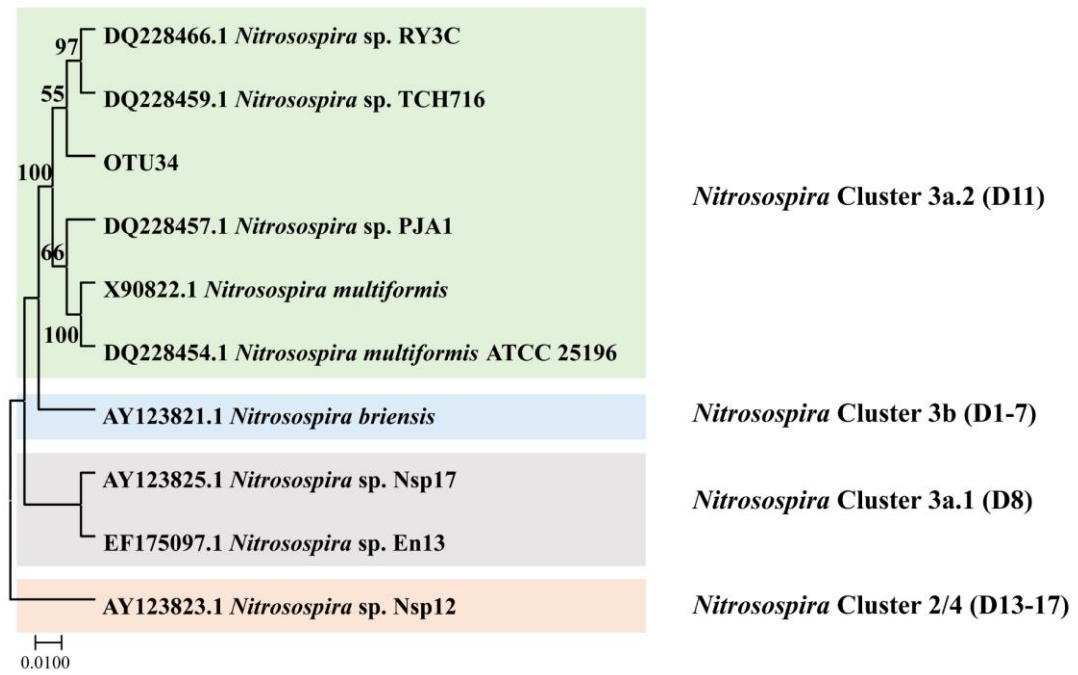 97
DQ228466.1 Nitrosospira sp. RY3C
55
DQ228459.1 Nitrosospira sp. TCH716
OTU34
100
Nitrosospira Cluster 3a.2 (D11)
DQ228457.1 Nitrosospira sp. PJA1
66
X90822.1 Nitrosospira multiformis
100
DQ228454.1 Nitrosospira multiformis ATCC 25196
AY123821.1 Nitrosospira briensis
Nitrosospira Cluster 3b (D1-7)
AY123825.1 Nitrosospira sp. Nsp17
Nitrosospira Cluster 3a.1 (D8)
EF175097.1 Nitrosospira sp. En13
AY123823.1 Nitrosospira sp. Nsp12
Nitrosospira Cluster 2/4 (D13-17)
0.0100